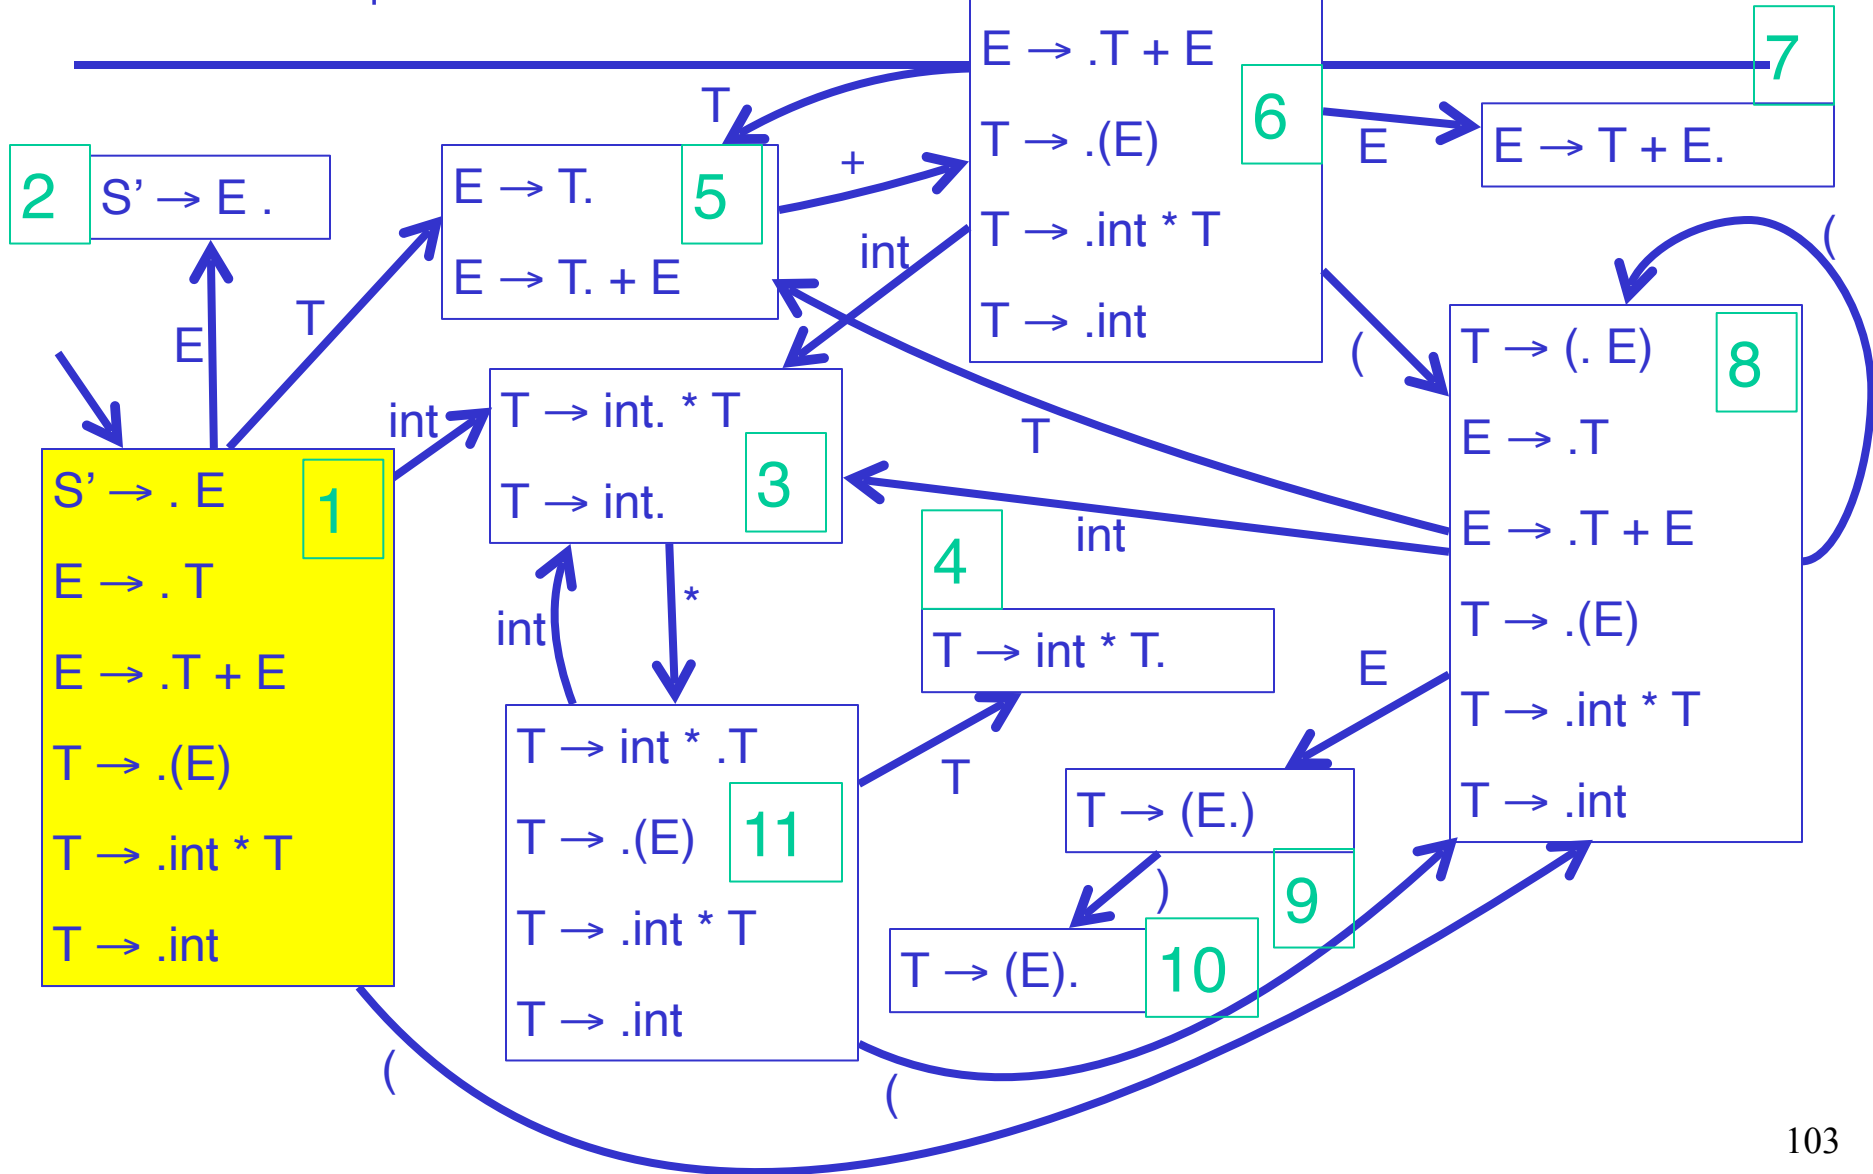 E → .T + E
T → .(E)
T → .int * T
T → .int
6
7
E → T + E.
E
T
+
int
(
2
S' → E .
E
T
5
E → T.
E → T. + E
int
T → int. * T
T → int.
3
T
int
(
8
T → (. E)
E → .T
E → .T + E
T → .(E)
T → .int * T
T → .int
1
S' → . E
E → . T
E → .T + E
T → .(E)
T → .int * T
T → .int
int
*
4
T → int * T.
E
T → int * .T
T → .(E)
T → .int * T
T → .int
11
T
T → (E.)
9
)
T → (E).
10
(
(
103